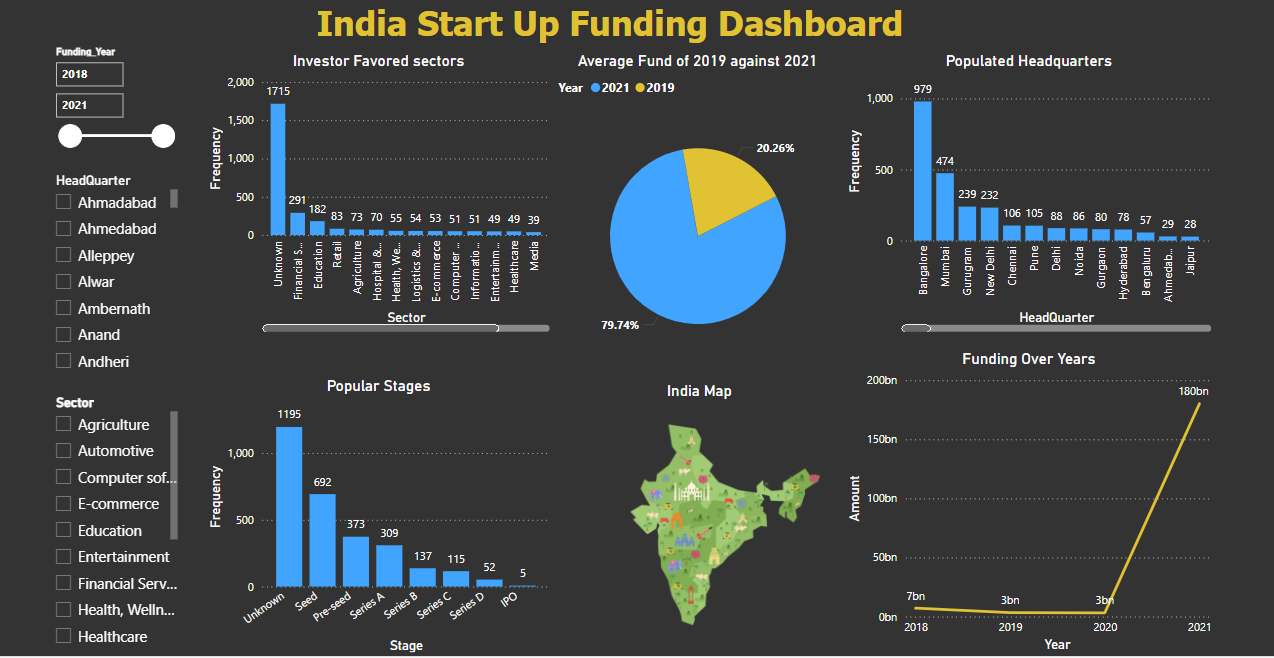 India Start Up Funding Dashboard
Funding_Year
2018
2021
HeadQuarter
Ahmadabad
Ahmedabad
Alleppey
Alwar
Ambernath
Anand
Andheri
Sector
Agriculture
Automotive
Computer sof...
E-commerce
Education
Entertainment
Financial Serv...
Health, Welln...
Healthcare
Investor Favored sectors
Frequency
2,000
1,500
1,000
500
0
1715
291
182
83
73
70
55
54
53
51
51
49
49
39
Unknown
Financial S...
Education
Retail
Agriculture
Hospital &...
Health, We...
Logistics &...
E-commerce
Computer ...
Informatio ...
Entertainm...
Healthcare
Media
Sector
Average Fund of 2019 against 2021
Year 2021 2019
20.26%
79.74%
Populated Headquarters
Frequency
1,000
500
0
979
474
239
232
106
105
88
86
80
78
57
29
28
Bangalore
Mumbai
Gurugram
New Delhi
Chennai
Pune
Delhi
Noida
Gurgaon
Hyderabad
Bengaluru
Ahmedab...
Jaipur
HeadQuarter
Popular Stages
Frequency
1,000
500
0
1195
692
373
309
137
115
52
5
Unknown
Seed
Pre-seed
Series A
Series B
Series C
Series D
IPO
Stage
India Map
Funding Over Years
Amount
200bn
150bn
100bn
50bn
0bn
7bn
3bn
3bn
180bn
2018
2019
2020
2021
Year